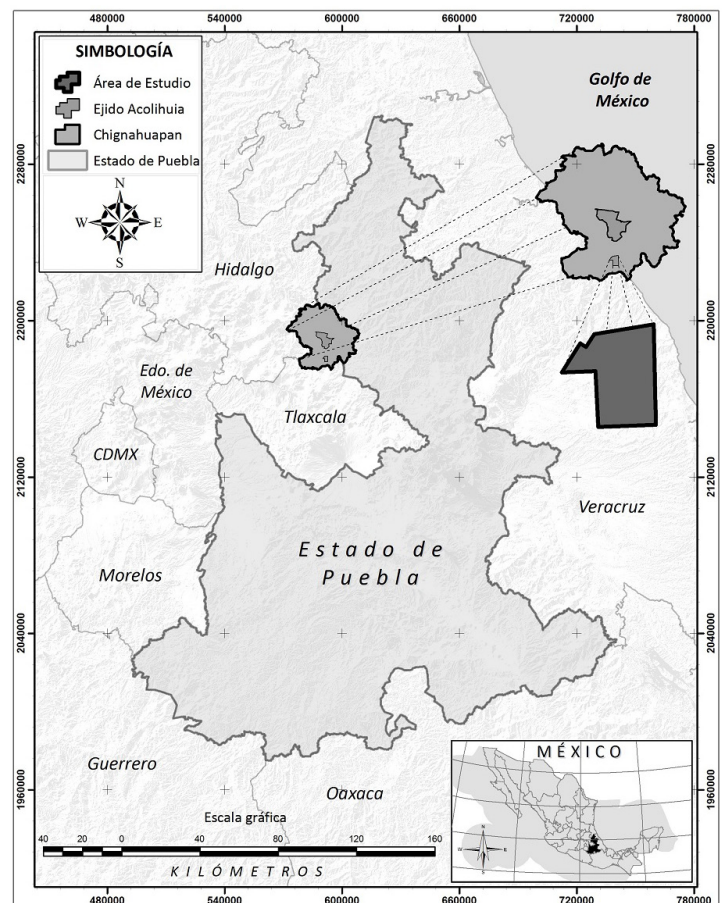 480000 540000 600000 660000 720000 780000
SIMBOLOGÍA
Área de Estudio
Ejido Acolihuia
Chignahuapan
Estado de Puebla
N
W E
S
Golfo de
México
2280000 2280000
Hidalgo
2200000 2200000
Edo. de
México
Tlaxcala
CDMX
2120000 2120000
Veracruz
Estado de
Puebla
Morelos
2040000 2040000
Guerrero
Oaxaca
1960000 1960000
MÉXICO
N
W E
S
Escala gráfica
40 20 0 40 80 120 160
KILÓMETROS
480000 540000 600000 660000 720000 780000